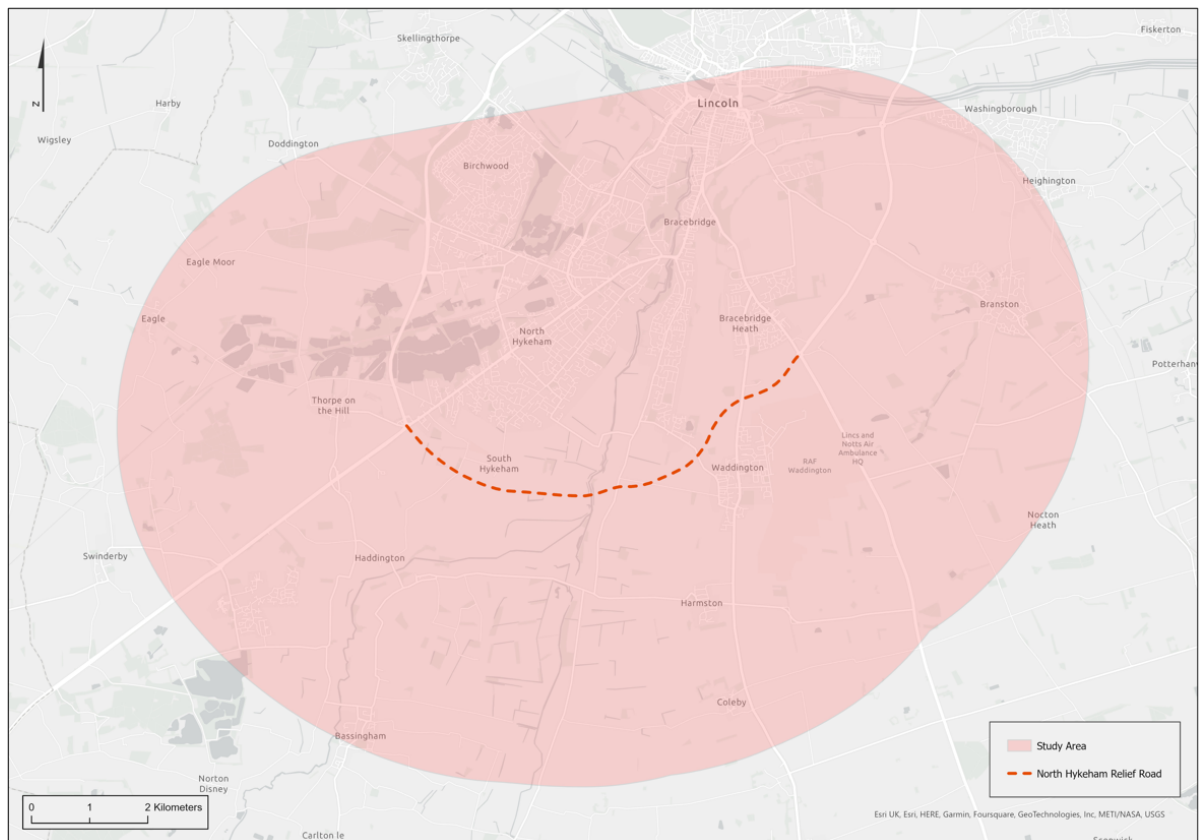 Skellingthorpe
Fiskerton
N
Harby
Lincoln
Washingborough
Wigsley
Doddington
Birchwood
Heighington
Bracebridge
Eagle Moor
Eagle
Branston
Bracebridge
Heath
North
Hykeham
Thorpe on
the Hill
Lincs and
Notts Air
Ambulance
HQ
South
Hykeham
Waddington
RAF
Waddington
Nocton
Heath
Swinderby
Haddington
Harmston
Coleby
Bassingham
Norton
Disney
Carlton le
0 1 2 Kilometers
Study Area
North Hykeham Relief Road
Esri UK, Esri, HERE, Garmin, Foursquare, GeoTechnologies, Inc, METI/NASA, USGS